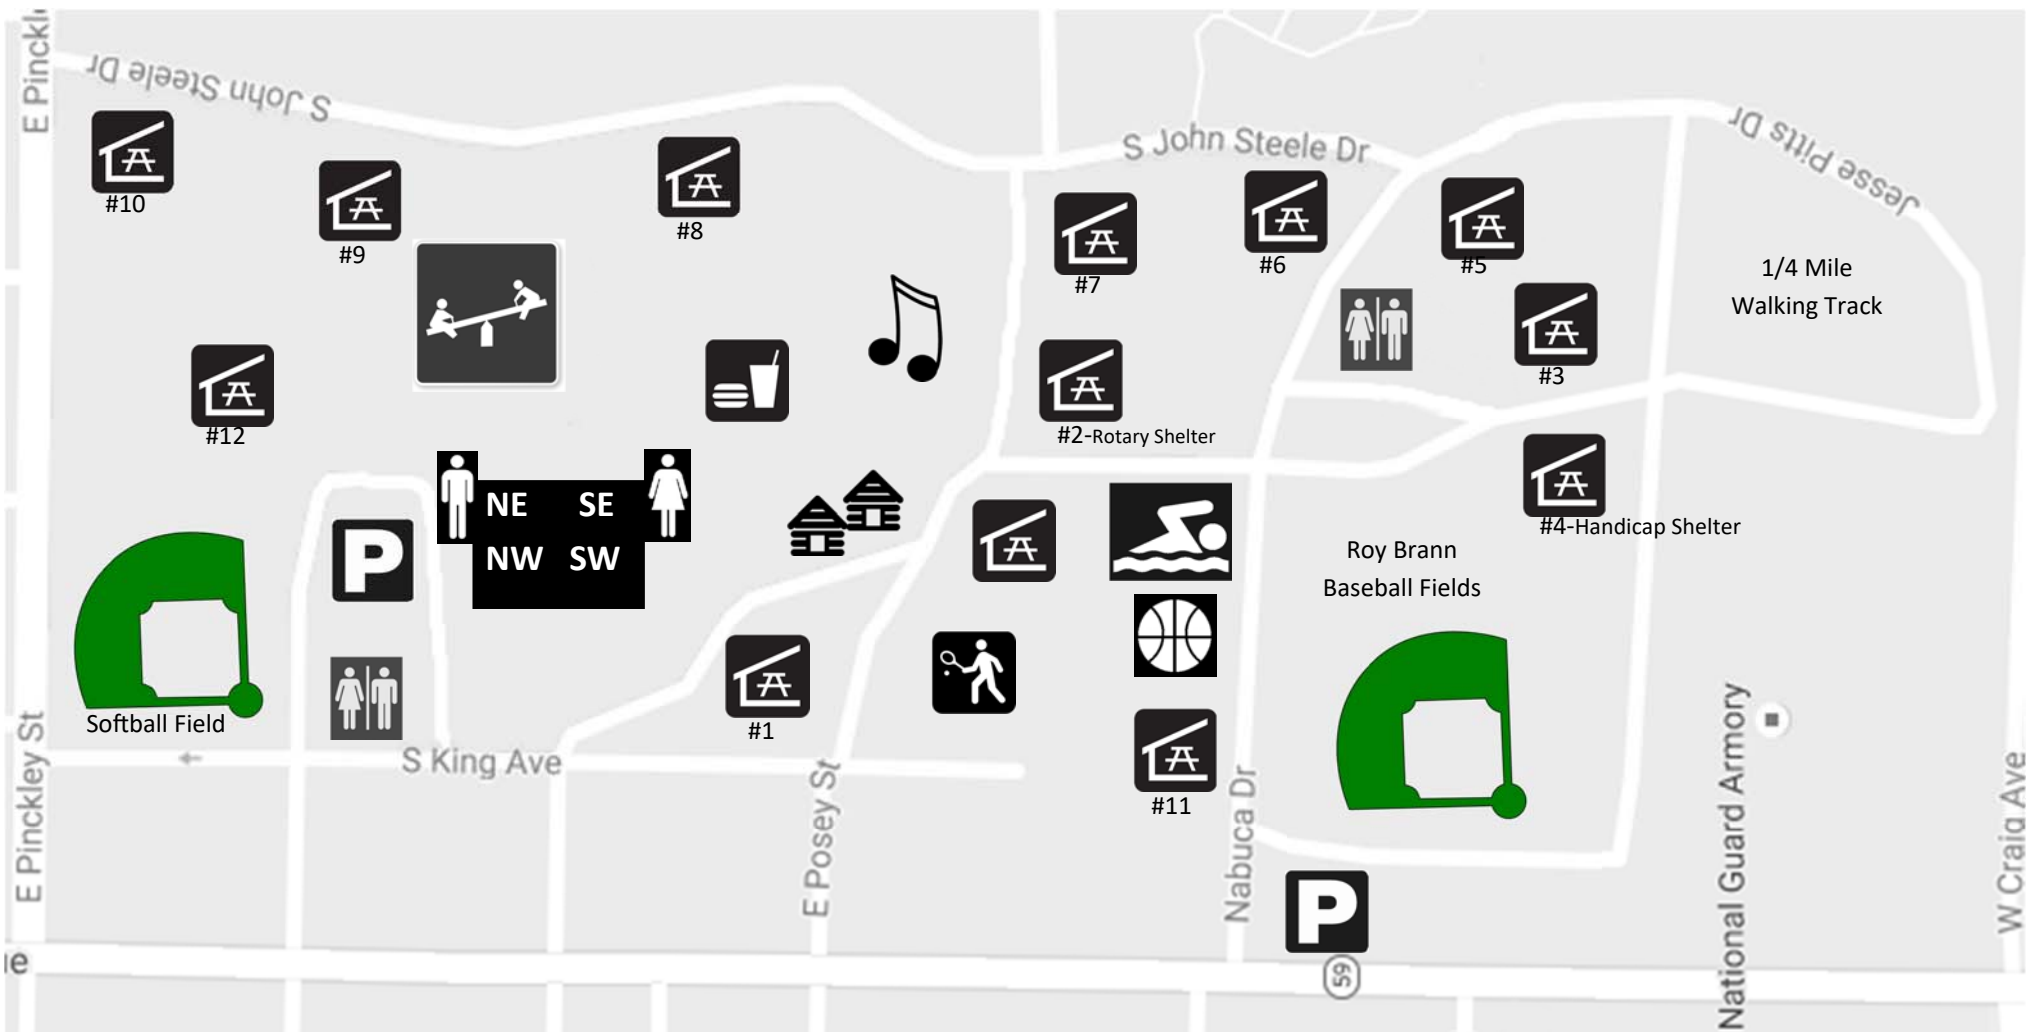 E Pinckl
S John Steele Dr
S John Steele Dr
Jesse Pitts Dr
#10
#9
#8
#7
#6
#5
1/4 Mile
Walking Track
#3
#12
#2-Rotary Shelter
NE SE
NW SW
#4-Handicap Shelter
P
Roy Brann
Baseball Fields
Softball Field
#1
S King Ave
#11
E Pinckley St
E Posey St
Nabuca Dr
National Guard Armory
W Craig Ave
P
59